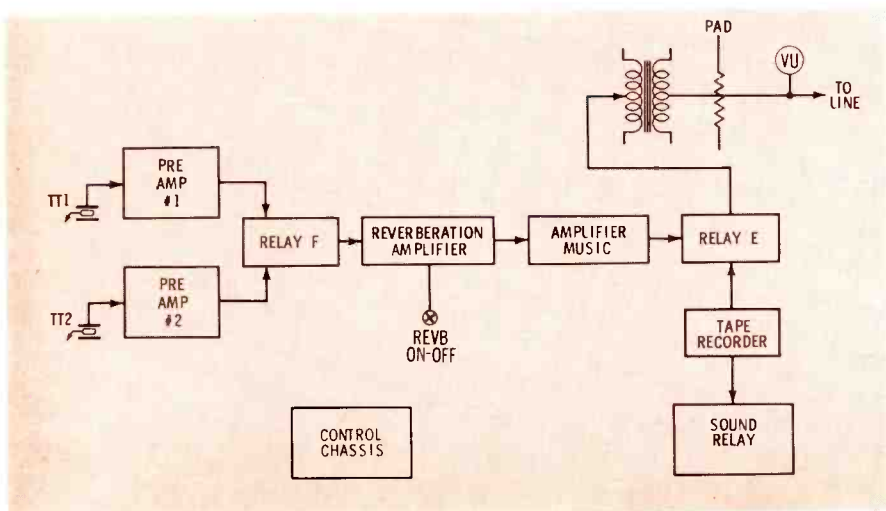 PAD
VU
TO
LINE
TT1
PRE
AMP
#1
RELAY F
REVERBERATION
AMPLIFIER
AMPLIFIER
MUSIC
RELAY E
TT2
PRE
AMP
#2
REVB
ON-OFF
TAPE
RECORDER
CONTROL
CHASSIS
SOUND
RELAY